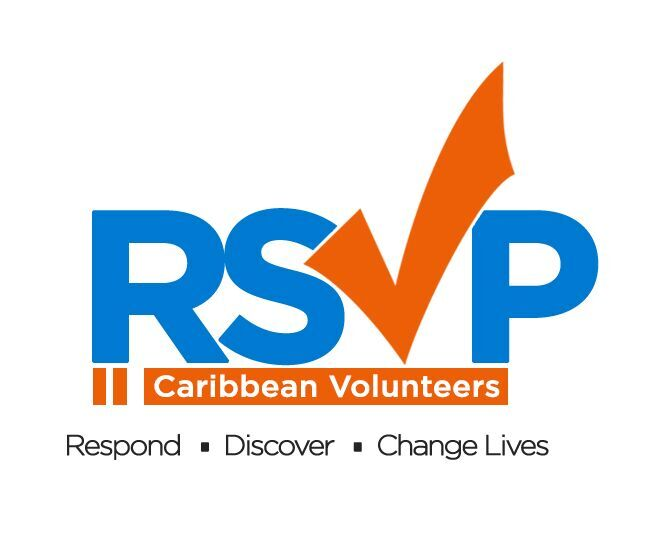 RSVP
Caribbean Volunteers
Respond ▪ Discover ▪ Change Lives